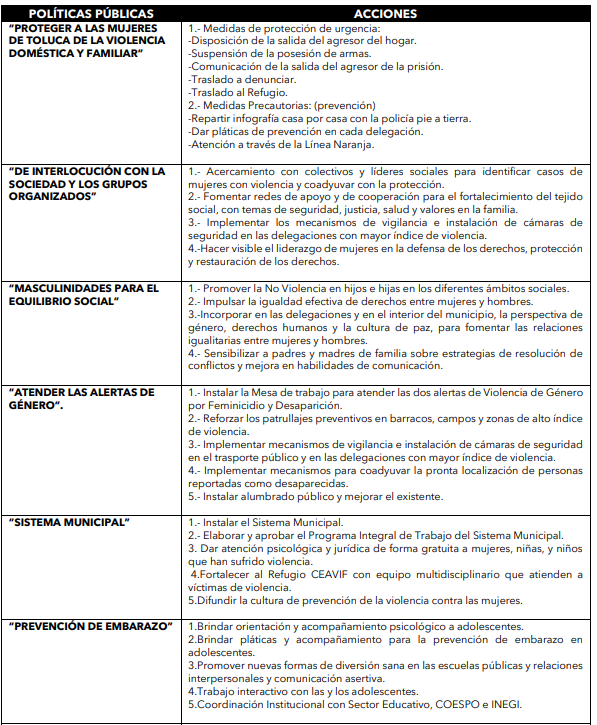 POLÍTICAS PÚBLICAS ACCIONES
"PROTEGER A LAS MUJERES
DE TOLUCA DE LA VIOLENCIA
DOMÉSTICA Y FAMILIAR"
1.- Medidas de protección de urgencia:
-Disposición de la salida del agresor del hogar.
-Suspensión de la posesión de armas.
-Comunicación de la salida del agresor de la prisión.
-Traslado a denunciar.
-Traslado al Refugio.
2.- Medidas Precautorias: (prevención)
-Repartir infografía casa por casa con la policía pie a tierra.
-Dar pláticas de prevención en cada delegación.
-Atención a través de la Línea Naranja.
"DE INTERLOCUCIÓN CON LA
SOCIEDAD Y LOS GRUPOS
ORGANIZADOS"
1.- Acercamiento con colectivos y líderes sociales para identificar casos de
mujeres con violencia y coadyuvar con la protección.
2.- Fomentar redes de apoyo y de cooperación para el fortalecimiento del tejido
social, con temas de seguridad, justicia, salud y valores en la familia.
3.- Implementar los mecanismos de vigilancia e instalación de cámaras de
seguridad en las delegaciones con mayor índice de violencia.
4.-Hacer visible el liderazgo de mujeres en la defensa de los derechos, protección
y restauración de los derechos.
"MASCULINIDADES PARA EL
EQUILIBRIO SOCIAL"
1.- Promover la No Violencia en hijos e hijas en los diferentes ámbitos sociales.
2.- Impulsar la igualdad efectiva de derechos entre mujeres y hombres.
3.-Incorporar en las delegaciones y en el interior del municipio, la perspectiva de
género, derechos humanos y la cultura de paz, para fomentar las relaciones
igualitarias entre mujeres y hombres.
4.- Sensibilizar a padres y madres de familia sobre estrategias de resolución de
conflictos y mejora en habilidades de comunicación.
"ATENDER LAS ALERTAS DE
GÉNERO".
1.- Instalar la Mesa de trabajo para atender las dos alertas de Violencia de Género
por Feminicidio y Desaparición.
2.- Reforzar los patrullajes preventivos en barracos, campos y zonas de alto índice
de violencia.
3.- Implementar mecanismos de vigilancia e instalación de cámaras de seguridad
en el trasporte público y en las delegaciones con mayor índice de violencia.
4.- Implementar mecanismos para coadyuvar la pronta localización de personas
reportadas como desaparecidas.
5.- Instalar alumbrado público y mejorar el existente.
"SISTEMA MUNICIPAL"
1.- Instalar el Sistema Municipal.
2.- Elaborar y aprobar el Programa Integral de Trabajo del Sistema Municipal.
3. Dar atención psicológica y jurídica de forma gratuita a mujeres, niñas, y niños
que han sufrido violencia.
4.Fortalecer al Refugio CEAVIF con equipo multidisciplinario que atienden a
víctimas de violencia.
5.Difundir la cultura de prevención de la violencia contra las mujeres.
"PREVENCIÓN DE EMBARAZO"
1.Brindar orientación y acompañamiento psicológico a adolescentes.
2.Brindar pláticas y acompañamiento para la prevención de embarazo en
adolescentes.
3.Promover nuevas formas de diversión sana en las escuelas públicas y relaciones
interpersonales y comunicación asertiva.
4.Trabajo interactivo con las y los adolescentes.
5.Coordinación Institucional con Sector Educativo, COESPO e INEGI.